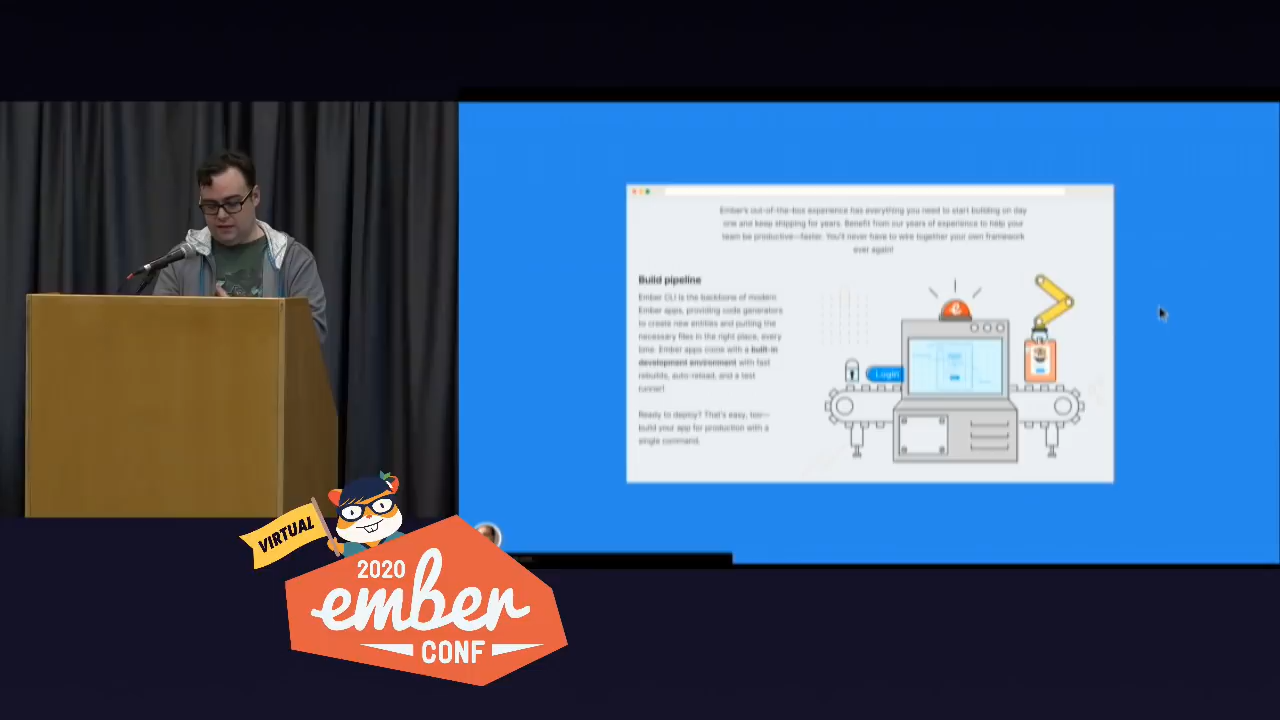 Ember's out-of-the-box experience has everything you need to start building on day
one and keep shipping for years. Benefit from our years of experience to help your
team be productive—faster. You'll never have to wire together your own framework
ever again!
Build pipeline
Ember CLI is the backbone of modern
Ember apps, providing code generators
to create new entities and putting the
necessary files in the right place, every
time. Ember apps come with a built-in
development environment with fast
rebuilds, auto-reload, and a test
runner!
Ready to deploy? That's easy, too—
build your app for production with a
single command.
Login
e
VIRTUAL
2020
ember
CONF